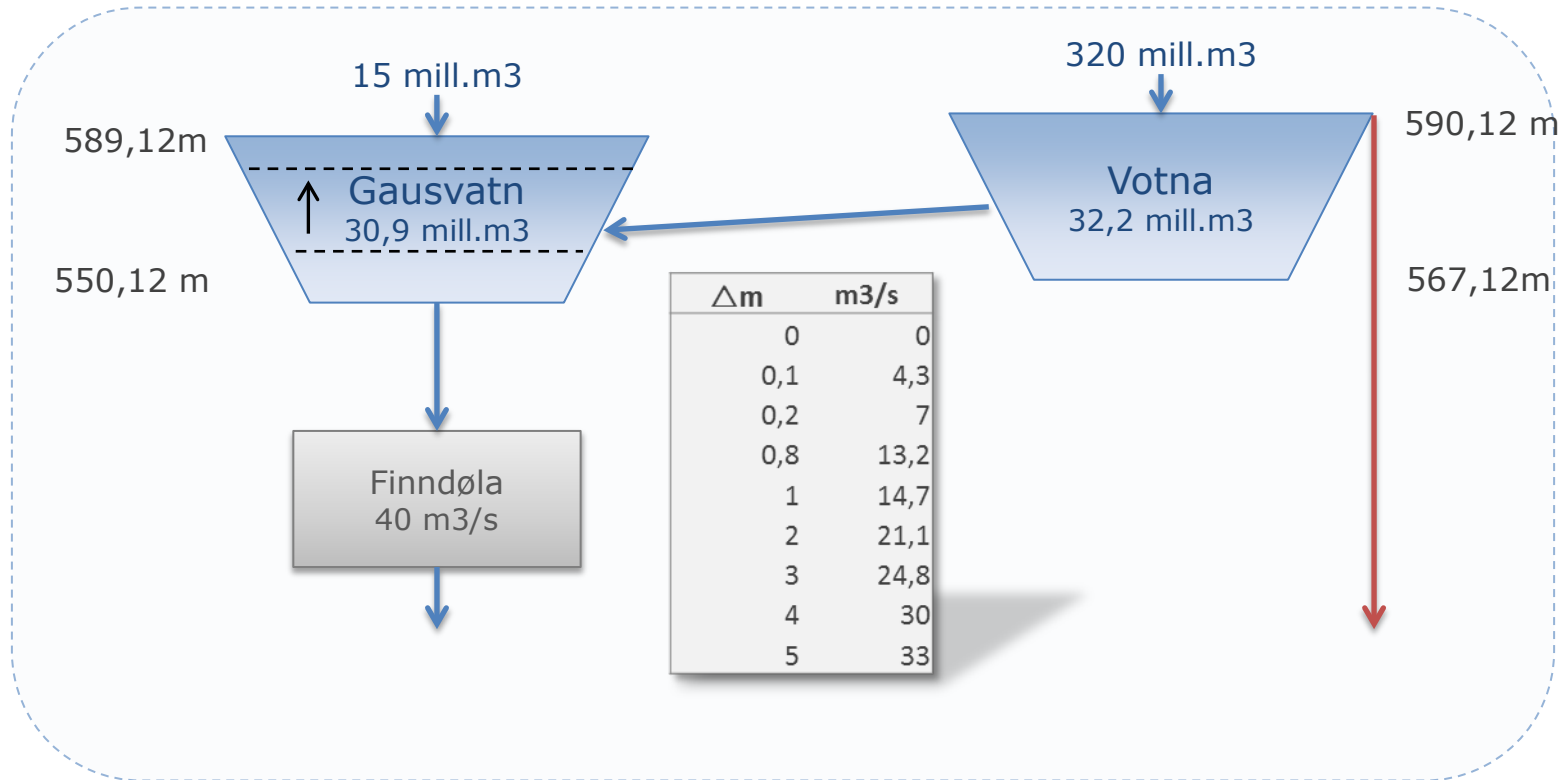 15 mill.m3
320 mill.m3
589,12m
590,12 m
Gausvatn
30,9 mill.m3
Votna
32,2 mill.m3
550,12 m
567,12m
△m m3/s
0 0
0,1 4,3
0,2 7
0,8 13,2
1 14,7
2 21,1
3 24,8
4 30
5 33
Finndøla
40 m3/s